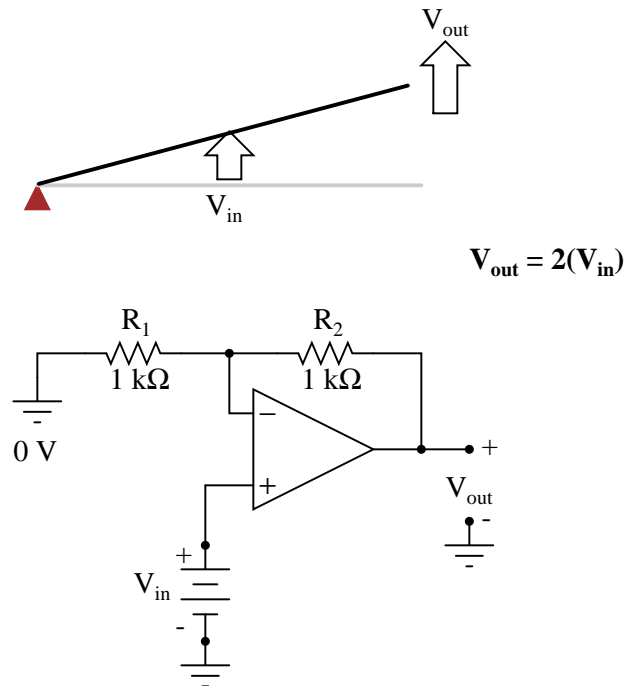 Vout
Vin
Vout = 2(Vin)
R1
R2
1 kΩ
1 kΩ
−
0 V
+
+
Vout
-
+
Vin
-